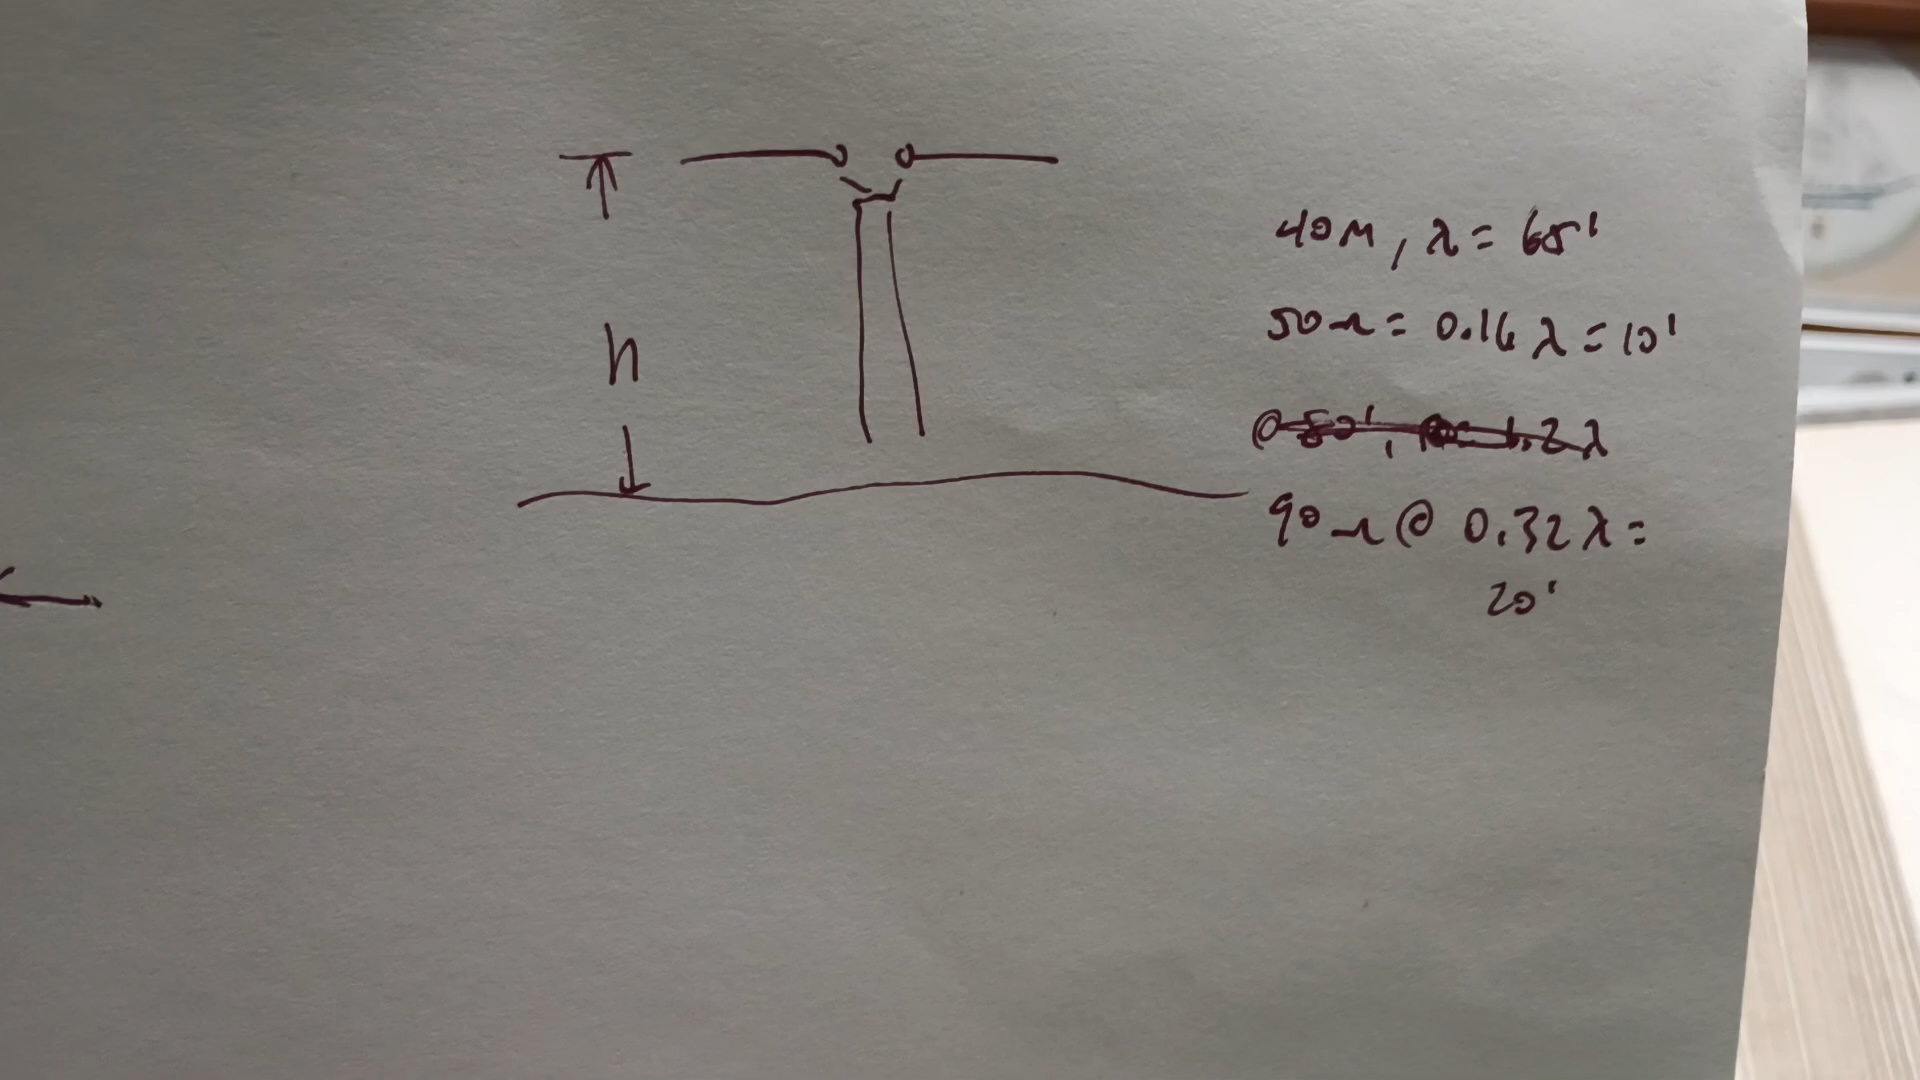 h
40M, λ = 65'
50Ω = 0.16 λ = 10'
90Ω @ 0.32 λ =
20'